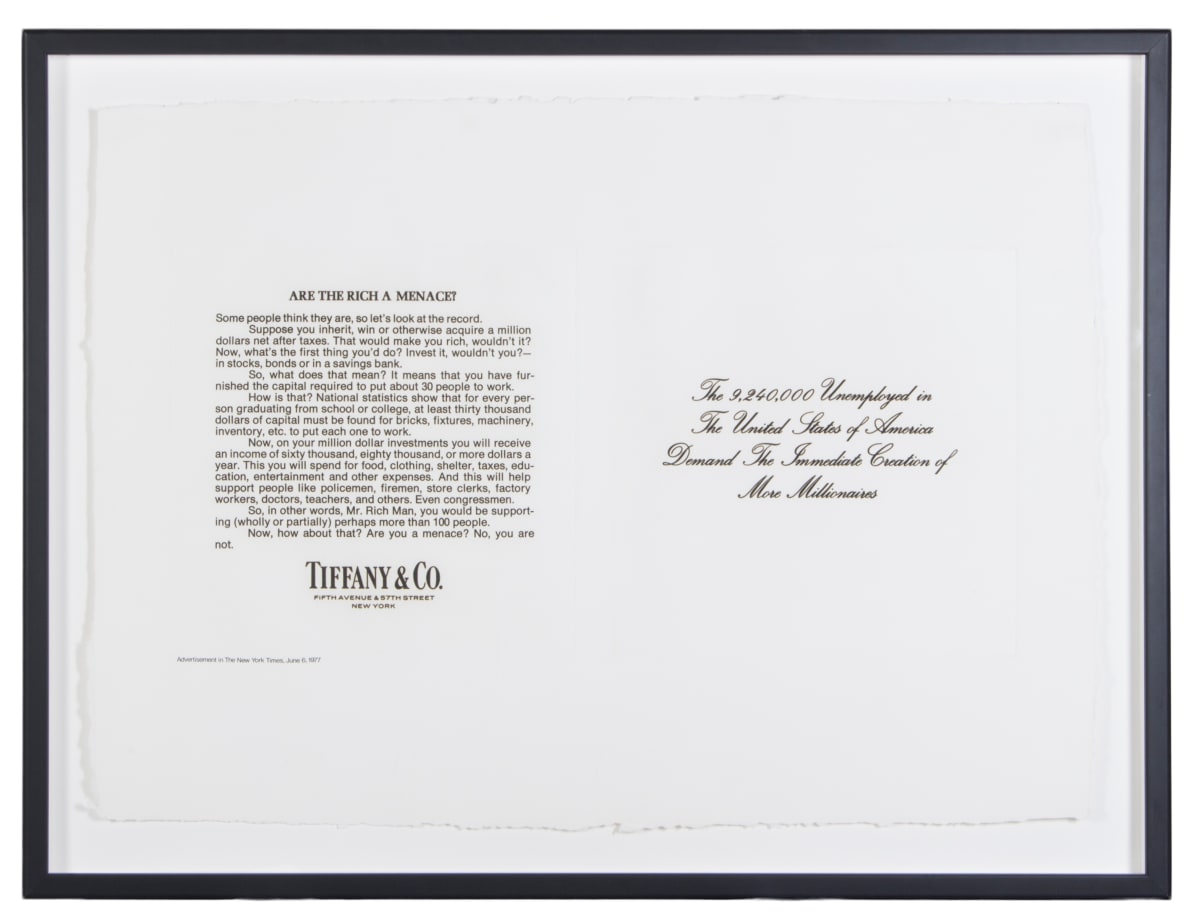 ARE THE RICH A MENACE?
Some people think they are, so let's look at the record.
Suppose you inherit, win or otherwise acquire a million
dollars net after taxes. That would make you rich, wouldn't it?
Now, what's the first thing you'd do? Invest it, wouldn't you?—
in stocks, bonds or in a savings bank.
So, what does that mean? It means that you have fur-
nished the capital required to put about 30 people to work.
How is that? National statistics show that for every per-
son graduating from school or college, at least thirty thousand
dollars of capital must be found for bricks, fixtures, machinery,
inventory, etc. to put each one to work.
Now, on your million dollar investments you will receive
an income of sixty thousand, eighty thousand, or more dollars a
year. This you will spend for food, clothing, shelter, taxes, edu-
cation, entertainment and other expenses. And this will help
support people like policemen, firemen, store clerks, factory
workers, doctors, teachers, and others. Even congressmen.
So, in other words, Mr. Rich Man, you would be support-
ing (wholly or partially) perhaps more than 100 people.
Now, how about that? Are you a menace? No, you are
not.
TIFFANY & CO.
FIFTH AVENUE & 57TH STREET
NEW YORK
Advertisement in The New York Times, June 6, 1977
The 9,240,000 Unemployed in
The United States of America
Demand The Immediate Creation of
More Millionaires